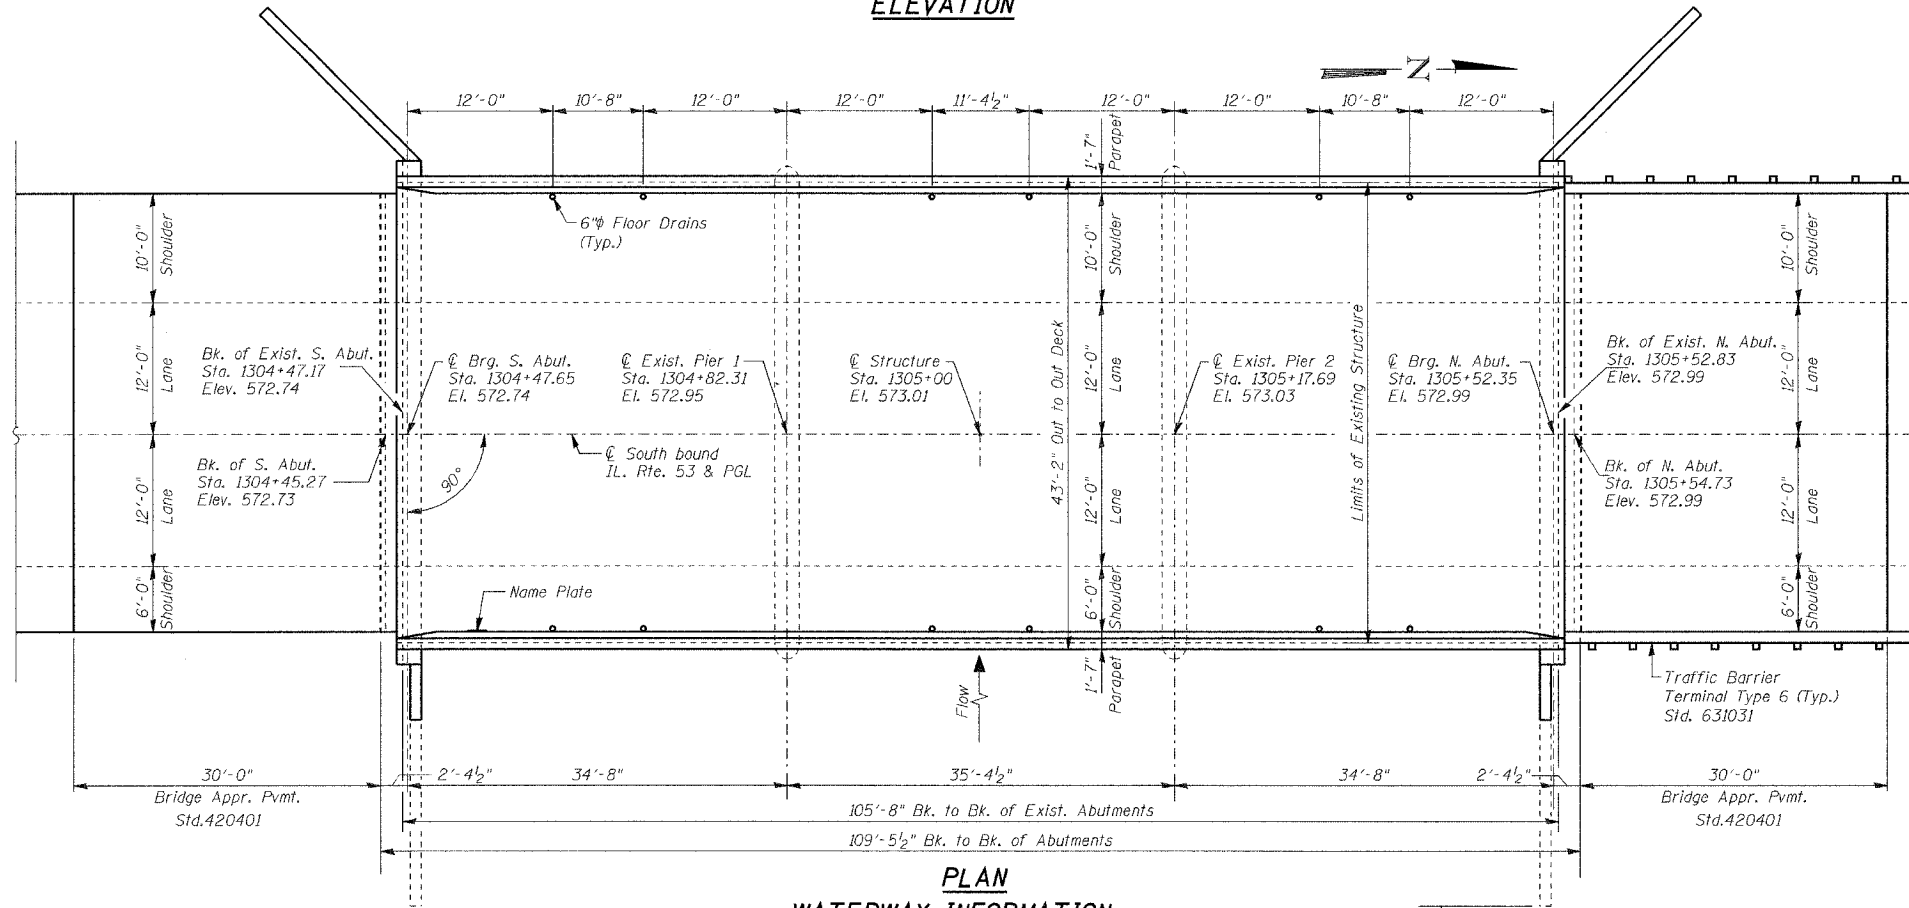 ELEVATION
N
12'-0"
10'-8"
12'-0"
12'-0"
11'-4½"
12'-0"
12'-0"
10'-8"
12'-0"
1'-7"
Parapet
6"φ Floor Drains
(Typ.)
10'-0"
Shoulder
10'-0"
Shoulder
10'-0"
Shoulder
12'-0"
Lane
Bk. of Exist. S. Abut.
Sta. 1304+47.17
Elev. 572.74
℄ Brg. S. Abut.
Sta. 1304+47.65
El. 572.74
℄ Exist. Pier 1
Sta. 1304+82.31
El. 572.95
℄ Structure
Sta. 1305+00
El. 573.01
43'-2" Out to Out Deck
12'-0"
Lane
℄ Exist. Pier 2
Sta. 1305+17.69
El. 573.03
Limits of Existing Structure
℄ Brg. N. Abut.
Sta. 1305+52.35
El. 572.99
Bk. of Exist. N. Abut.
Sta. 1305+52.83
Elev. 572.99
12'-0"
Lane
Bk. of S. Abut.
Sta. 1304+45.27
Elev. 572.73
90°
℄ South bound
IL. Rte. 53 & PGL
Bk. of N. Abut.
Sta. 1305+54.73
Elev. 572.99
12'-0"
Lane
12'-0"
Lane
12'-0"
Lane
6'-0"
Shoulder
Name Plate
6'-0"
Shoulder
6'-0"
Shoulder
Flow
1'-7"
Parapet
Traffic Barrier
Terminal Type 6 (Typ.)
Std. 631031
30'-0"
2'-4½"
34'-8"
35'-4½"
34'-8"
2'-4½"
30'-0"
Bridge Appr. Pvmt.
Std.420401
Bridge Appr. Pvmt.
Std.420401
105'-8" Bk. to Bk. of Exist. Abutments
109'-5½" Bk. to Bk. of Abutments
PLAN
WATERWAY INFORMATION